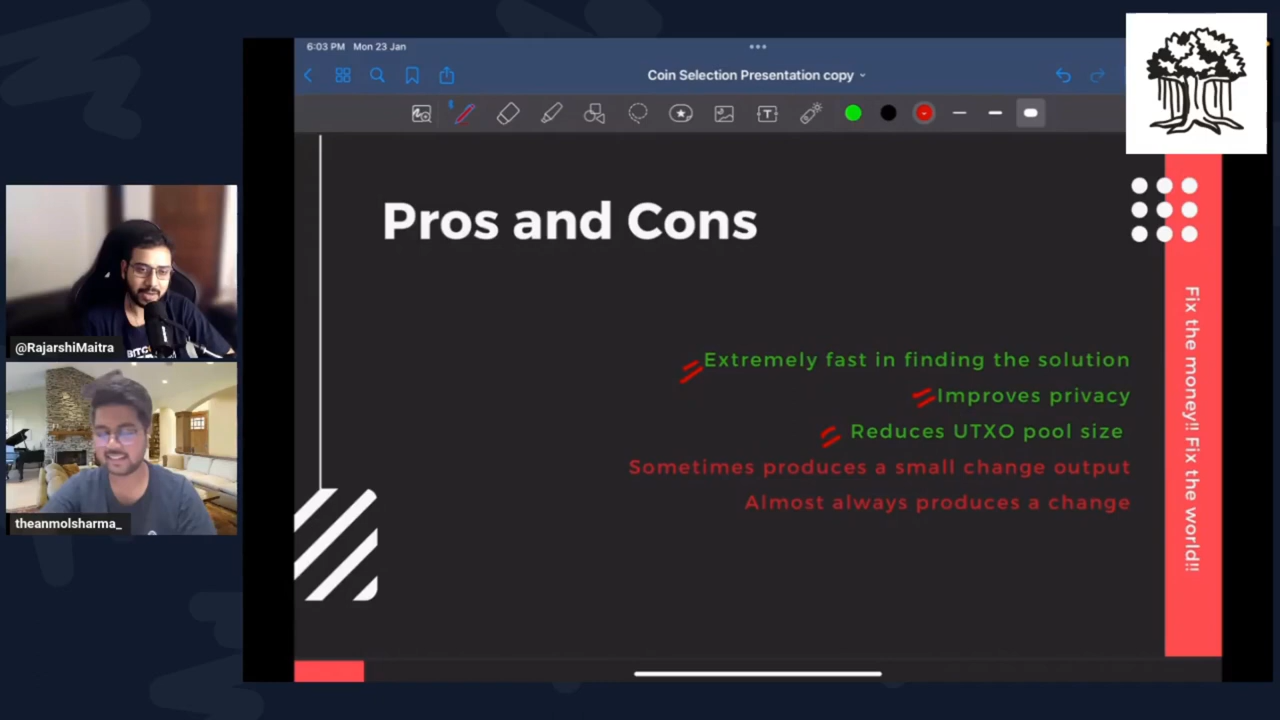 6:03 PM Mon 23 Jan
Coin Selection Presentation copy
T
Pros and Cons
Extremely fast in finding the solution
Improves privacy
Reduces UTXO pool size
Sometimes produces a small change output
Almost always produces a change
Fix the money!! Fix the world!!
BITC
@RajarshiMaitra
theanmolsharma_